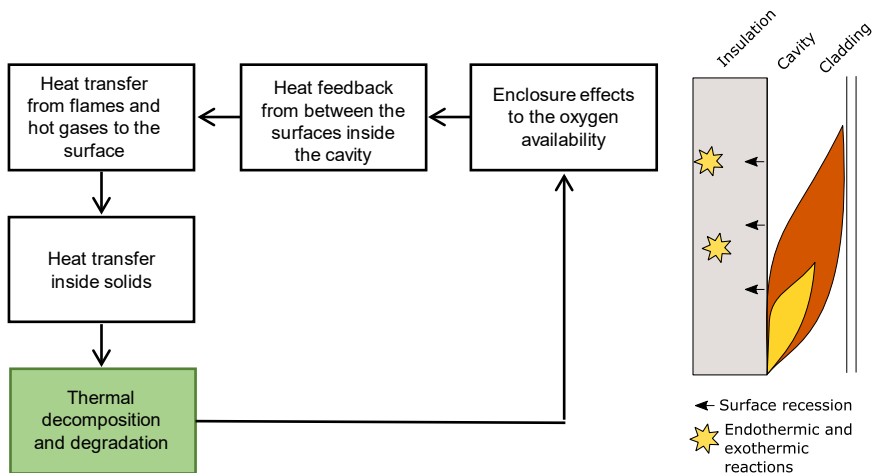 Heat transfer
from flames and
hot gases to the
surface
Heat feedback
from between the
surfaces inside
the cavity
Enclosure effects
to the oxygen
availability
Heat transfer
inside solids
Thermal
decomposition
and degradation
Insulation
Cavity
Cladding
Surface recession
Endothermic and
exothermic
reactions